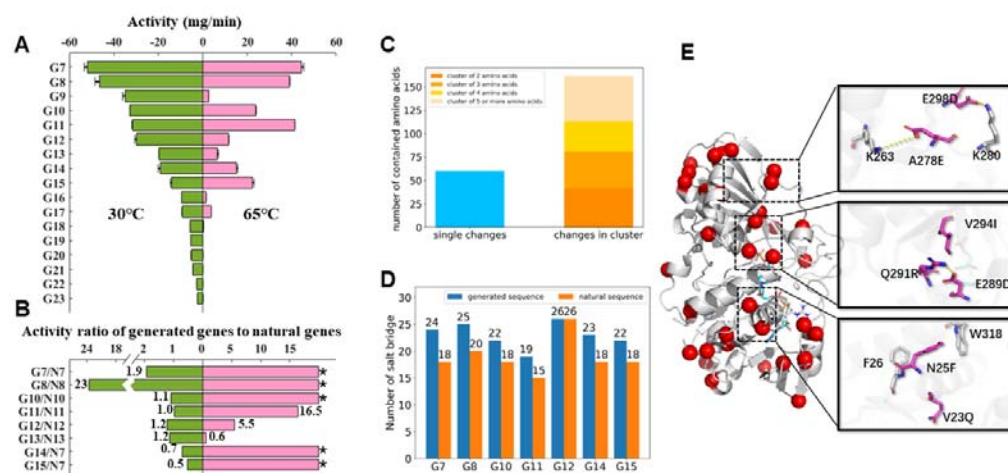 A
Activity (mg/min)
-60 -40 -20 0 20 40 60
G7
G8
G9
G10
G11
G12
G13
G14
G15
G16
G17
G18
G19
G20
G21
G22
G23
30°C
65°C
B
Activity ratio of generated genes to natural genes
24 18 2 2 0 5 10 15
G7/N7 1.9 *
G8/N8 23 *
G10/N10 1.1 *
G11/N11 1.0 16.5
G12/N12 1.2 5.5
G13/N13 1.2 0.6
G14/N7 0.7 *
G15/N7 0.5 *
C
number of contained amino acids
150
125
100
75
50
25
0
cluster of 2 amino acids
cluster of 3 amino acids
cluster of 4 amino acids
cluster of 5 or more amino acids
single changes
changes in cluster
D
Number of salt bridge
30
25
20
15
10
5
0
generated sequence
natural sequence
24 18
25 20
22 18
19 15
26 26
23 18
22 18
G7 G8 G10 G11 G12 G14 G15
E
E298D
K263
A278E
K280
V294I
Q291R
E289D
W318
F26
N25F
V23Q